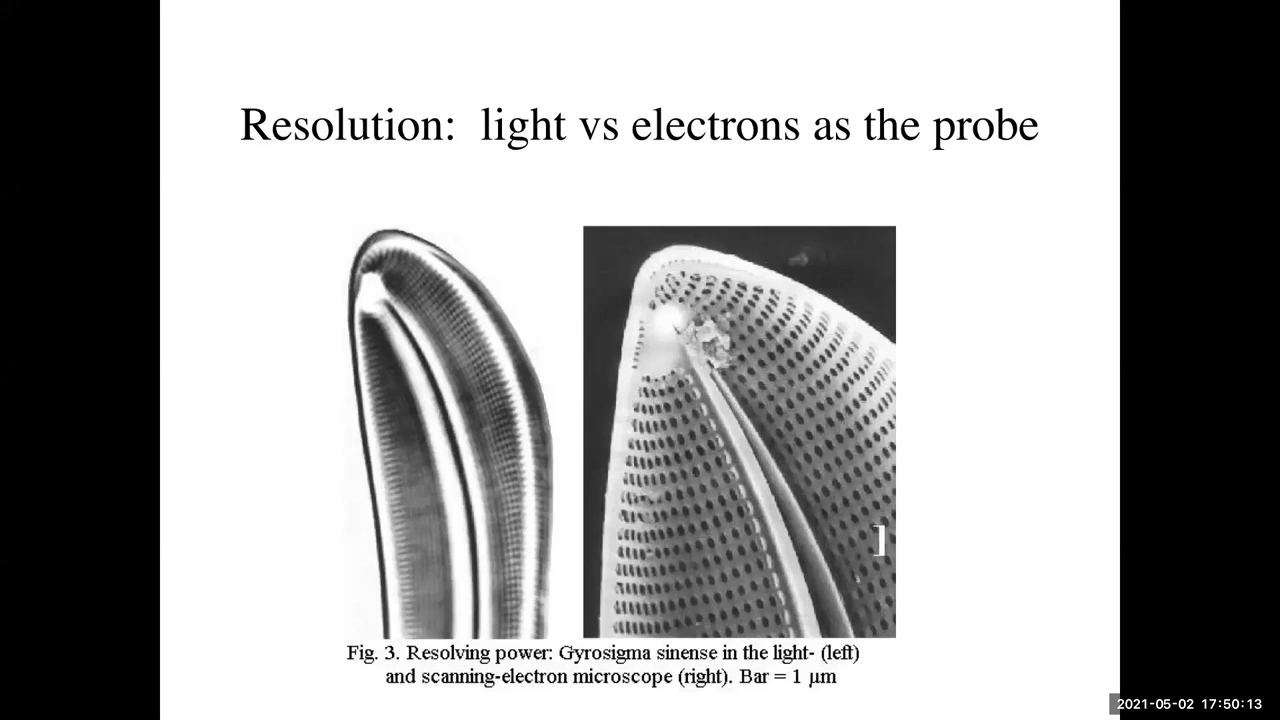 Resolution:  light vs electrons as the probe
Fig. 3. Resolving power: Gyrosigma sinense in the light- (left)
and scanning-electron microscope (right). Bar = 1 µm
2021-05-02 17:50:13